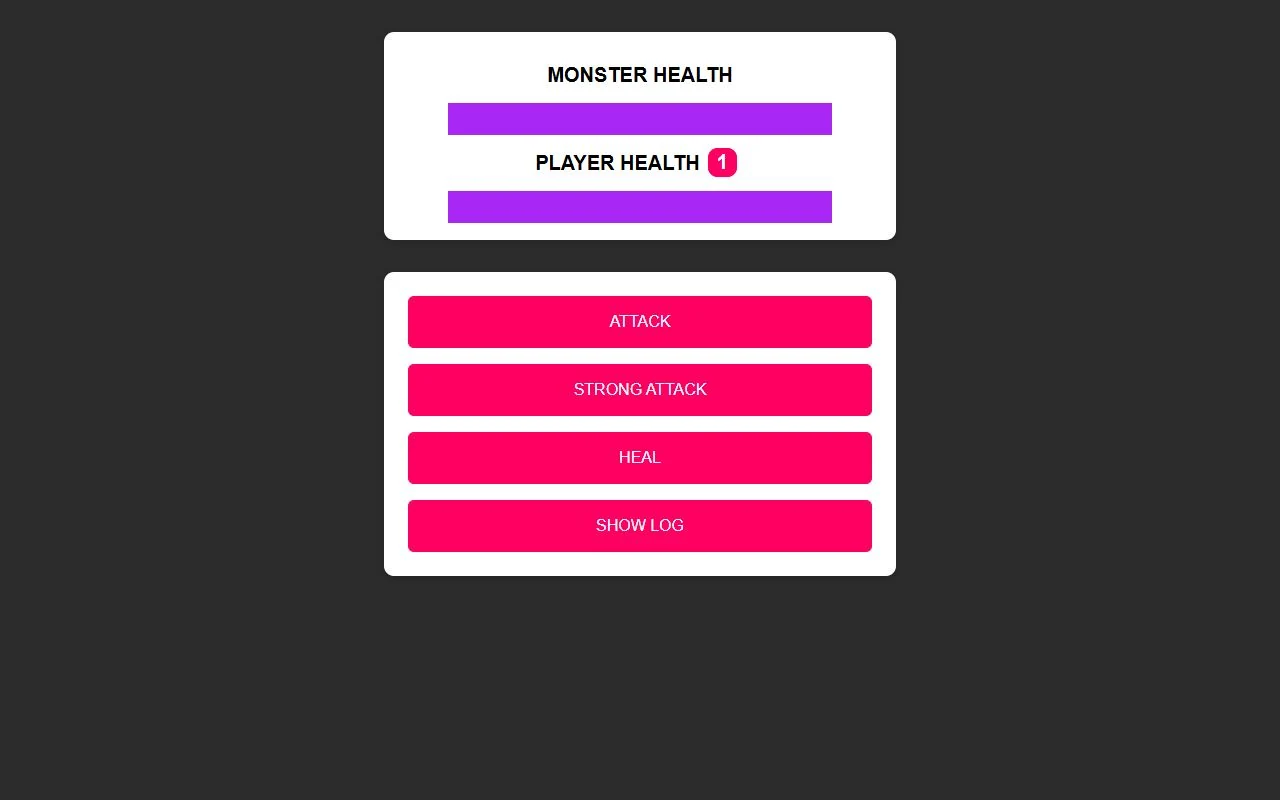 MONSTER HEALTH
PLAYER HEALTH 1
ATTACK
STRONG ATTACK
HEAL
SHOW LOG